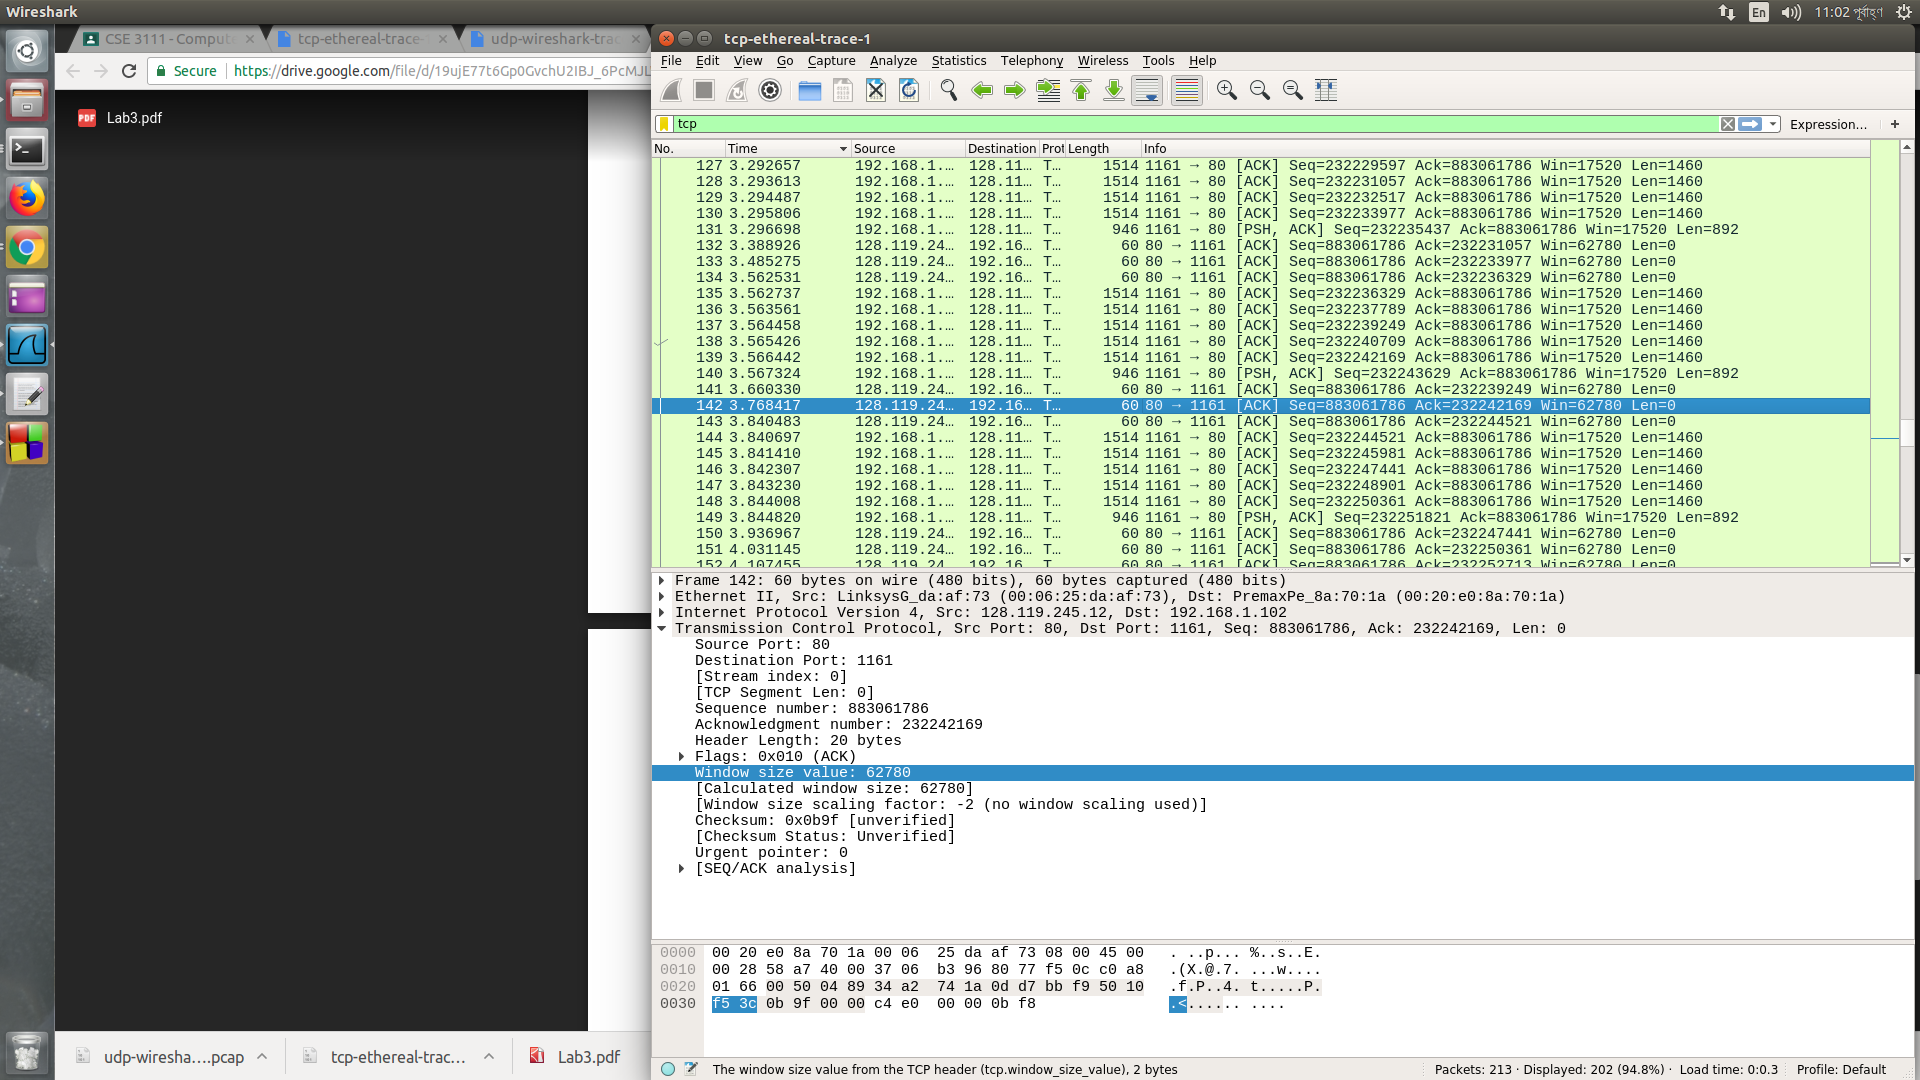 Wireshark
En
11:02 পূর্বাহ্ণ
CSE 3111 - Comput
tcp-ethereal-trace-
udp-wireshark-trac
Secure
https://drive.google.com/file/d/19ujE77t6Gp0GvchU2IBJ_6PcMJL
PDF Lab3.pdf
tcp-ethereal-trace-1
File Edit View Go Capture Analyze Statistics Telephony Wireless Tools Help
tcp
Expression... +
No. Time Source Destination Prot Length Info
127 3.292657 192.168.1.… 128.11… T… 1514 1161 → 80 [ACK] Seq=232229597 Ack=883061786 Win=17520 Len=1460
128 3.293613 192.168.1.… 128.11… T… 1514 1161 → 80 [ACK] Seq=232231057 Ack=883061786 Win=17520 Len=1460
129 3.294487 192.168.1.… 128.11… T… 1514 1161 → 80 [ACK] Seq=232232517 Ack=883061786 Win=17520 Len=1460
130 3.295806 192.168.1.… 128.11… T… 1514 1161 → 80 [ACK] Seq=232233977 Ack=883061786 Win=17520 Len=1460
131 3.296698 192.168.1.… 128.11… T… 946 1161 → 80 [PSH, ACK] Seq=232235437 Ack=883061786 Win=17520 Len=892
132 3.388926 128.119.24… 192.16… T… 60 80 → 1161 [ACK] Seq=883061786 Ack=232231057 Win=62780 Len=0
133 3.485275 128.119.24… 192.16… T… 60 80 → 1161 [ACK] Seq=883061786 Ack=232233977 Win=62780 Len=0
134 3.562531 128.119.24… 192.16… T… 60 80 → 1161 [ACK] Seq=883061786 Ack=232236329 Win=62780 Len=0
135 3.562737 192.168.1.… 128.11… T… 1514 1161 → 80 [ACK] Seq=232236329 Ack=883061786 Win=17520 Len=1460
136 3.563561 192.168.1.… 128.11… T… 1514 1161 → 80 [ACK] Seq=232237789 Ack=883061786 Win=17520 Len=1460
137 3.564458 192.168.1.… 128.11… T… 1514 1161 → 80 [ACK] Seq=232239249 Ack=883061786 Win=17520 Len=1460
138 3.565426 192.168.1.… 128.11… T… 1514 1161 → 80 [ACK] Seq=232240709 Ack=883061786 Win=17520 Len=1460
139 3.566442 192.168.1.… 128.11… T… 1514 1161 → 80 [ACK] Seq=232242169 Ack=883061786 Win=17520 Len=1460
140 3.567324 192.168.1.… 128.11… T… 946 1161 → 80 [PSH, ACK] Seq=232243629 Ack=883061786 Win=17520 Len=892
141 3.660330 128.119.24… 192.16… T… 60 80 → 1161 [ACK] Seq=883061786 Ack=232239249 Win=62780 Len=0
142 3.768417 128.119.24… 192.16… T… 60 80 → 1161 [ACK] Seq=883061786 Ack=232242169 Win=62780 Len=0
143 3.840483 128.119.24… 192.16… T… 60 80 → 1161 [ACK] Seq=883061786 Ack=232244521 Win=62780 Len=0
144 3.840697 192.168.1.… 128.11… T… 1514 1161 → 80 [ACK] Seq=232244521 Ack=883061786 Win=17520 Len=1460
145 3.841410 192.168.1.… 128.11… T… 1514 1161 → 80 [ACK] Seq=232245981 Ack=883061786 Win=17520 Len=1460
146 3.842307 192.168.1.… 128.11… T… 1514 1161 → 80 [ACK] Seq=232247441 Ack=883061786 Win=17520 Len=1460
147 3.843230 192.168.1.… 128.11… T… 1514 1161 → 80 [ACK] Seq=232248901 Ack=883061786 Win=17520 Len=1460
148 3.844008 192.168.1.… 128.11… T… 1514 1161 → 80 [ACK] Seq=232250361 Ack=883061786 Win=17520 Len=1460
149 3.844820 192.168.1.… 128.11… T… 946 1161 → 80 [PSH, ACK] Seq=232251821 Ack=883061786 Win=17520 Len=892
150 3.936967 128.119.24… 192.16… T… 60 80 → 1161 [ACK] Seq=883061786 Ack=232247441 Win=62780 Len=0
151 4.031145 128.119.24… 192.16… T… 60 80 → 1161 [ACK] Seq=883061786 Ack=232250361 Win=62780 Len=0
152 4.107455 128.119.24 192.16 T… 60 80 → 1161 [ACK] Seq=883061786 Ack=232252713 Win=62780 Len=0
Frame 142: 60 bytes on wire (480 bits), 60 bytes captured (480 bits)
Ethernet II, Src: LinksysG_da:af:73 (00:06:25:da:af:73), Dst: PremaxPe_8a:70:1a (00:20:e0:8a:70:1a)
Internet Protocol Version 4, Src: 128.119.245.12, Dst: 192.168.1.102
Transmission Control Protocol, Src Port: 80, Dst Port: 1161, Seq: 883061786, Ack: 232242169, Len: 0
Source Port: 80
Destination Port: 1161
[Stream index: 0]
[TCP Segment Len: 0]
Sequence number: 883061786
Acknowledgment number: 232242169
Header Length: 20 bytes
Flags: 0x010 (ACK)
Window size value: 62780
[Calculated window size: 62780]
[Window size scaling factor: -2 (no window scaling used)]
Checksum: 0x0b9f [unverified]
[Checksum Status: Unverified]
Urgent pointer: 0
[SEQ/ACK analysis]
0000 00 20 e0 8a 70 1a 00 06 25 da af 73 08 00 45 00 . ..p... %..s..E.
0010 00 28 58 a7 40 00 37 06 b3 96 80 77 f5 0c c0 a8 .(X.@.7. ...w....
0020 01 66 00 50 04 89 34 a2 74 1a 0d d7 bb f9 50 10 .f.P..4. t.....P.
0030 f5 3c 0b 9f 00 00 c4 e0 00 00 0b f8 .<...... ....
udp-wiresha....pcap
tcp-ethereal-trac...
Lab3.pdf
The window size value from the TCP header (tcp.window_size_value), 2 bytes
Packets: 213 · Displayed: 202 (94.8%) · Load time: 0:0.3
Profile: Default